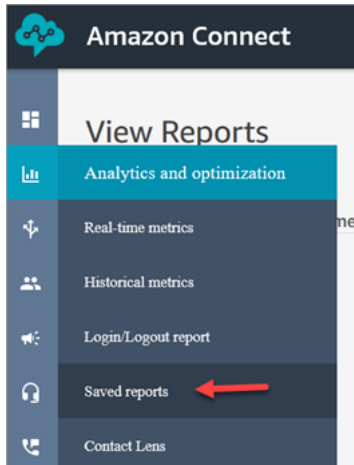 Amazon Connect
View Reports
Analytics and optimization
Real-time metrics
Historical metrics
Login/Logout report
Saved reports
Contact Lens